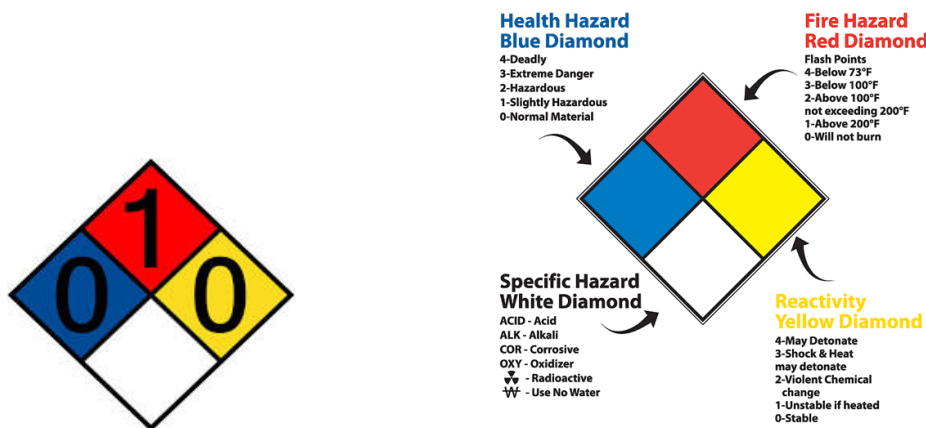 1
0
0
Health Hazard
Blue Diamond
4-Deadly
3-Extreme Danger
2-Hazardous
1-Slightly Hazardous
0-Normal Material
Fire Hazard
Red Diamond
Flash Points
4-Below 73°F
3-Below 100°F
2-Above 100°F
not exceeding 200°F
1-Above 200°F
0-Will not burn
Specific Hazard
White Diamond
ACID - Acid
ALK - Alkali
COR - Corrosive
OXY - Oxidizer
- Radioactive
W - Use No Water
Reactivity
Yellow Diamond
4-May Detonate
3-Shock & Heat
may detonate
2-Violent Chemical
change
1-Unstable if heated
0-Stable